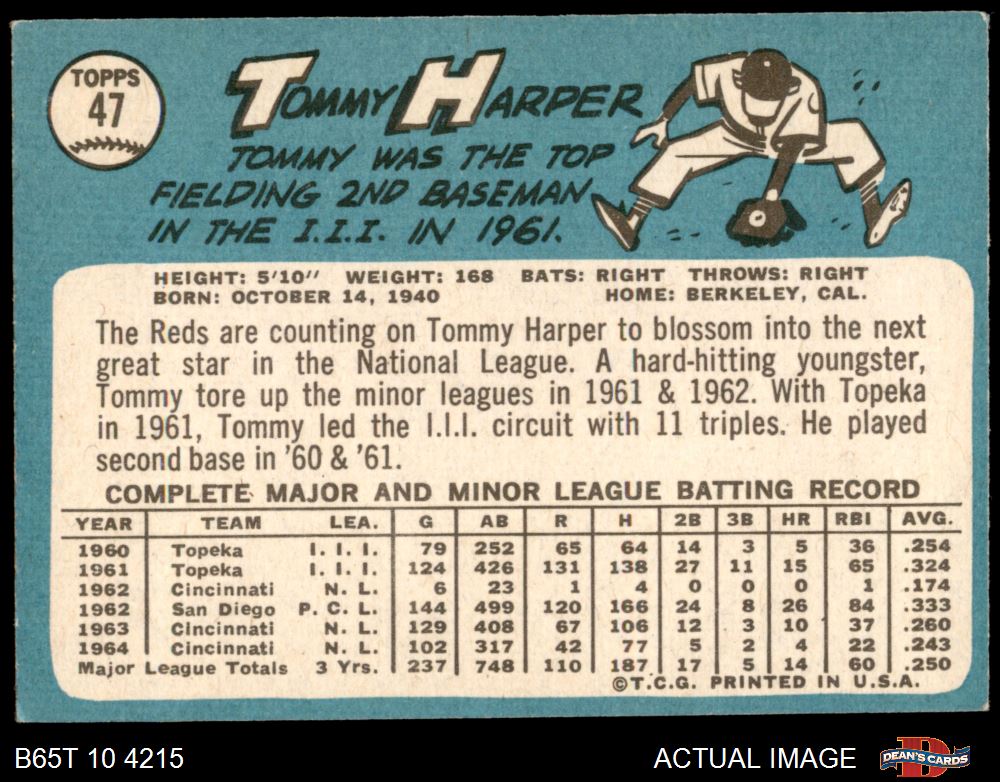 TOPPS
47
TOMMY HARPER
TOMMY WAS THE TOP
FIELDING 2ND BASEMAN
IN THE I.I.I. IN 1961.
HEIGHT: 5'10" WEIGHT: 168 BATS: RIGHT THROWS: RIGHT
BORN: OCTOBER 14, 1940 HOME: BERKELEY, CAL.
The Reds are counting on Tommy Harper to blossom into the next
great star in the National League. A hard-hitting youngster,
Tommy tore up the minor leagues in 1961 & 1962. With Topeka
in 1961, Tommy led the I.I.I. circuit with 11 triples. He played
second base in '60 & '61.
COMPLETE MAJOR AND MINOR LEAGUE BATTING RECORD
YEAR TEAM LEA. G AB R H 2B 3B HR RBI AVG.
1960 Topeka I. I. I. 79 252 65 64 14 3 5 36 .254
1961 Topeka I. I. I. 124 426 131 138 27 11 15 65 .324
1962 Cincinnati N. L. 6 23 1 4 0 0 0 1 .174
1962 San Diego P. C. L. 144 499 120 166 24 8 26 84 .333
1963 Cincinnati N. L. 129 408 67 106 12 3 10 37 .260
1964 Cincinnati N. L. 102 317 42 77 5 2 4 22 .243
Major League Totals 3 Yrs. 237 748 110 187 17 5 14 60 .250
©T.C.G. PRINTED IN U.S.A.
B65T 10 4215 ACTUAL IMAGE DEAN'S CARDS